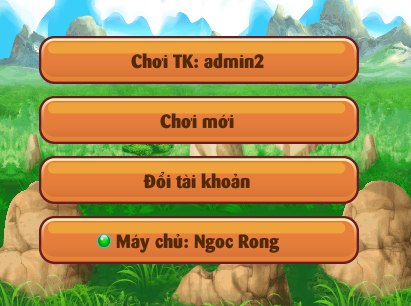 Chơi TK: admin2
Chơi mới
Đổi tài khoản
Máy chủ: Ngoc Rong